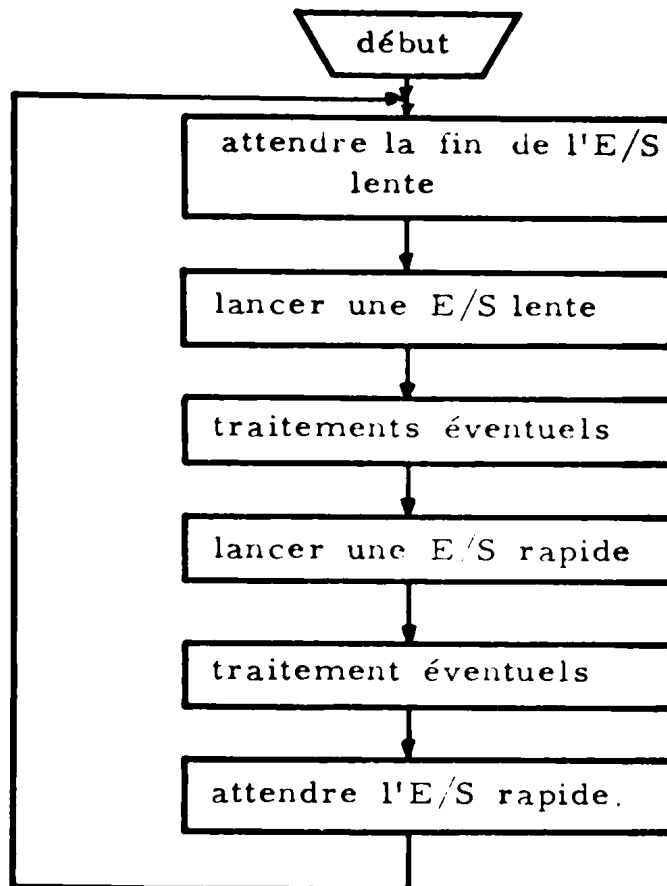 début
attendre la fin de l'E/S
lente
lancer une E/S lente
traitements éventuels
lancer une E/S rapide
traitement éventuels
attendre l'E/S rapide.